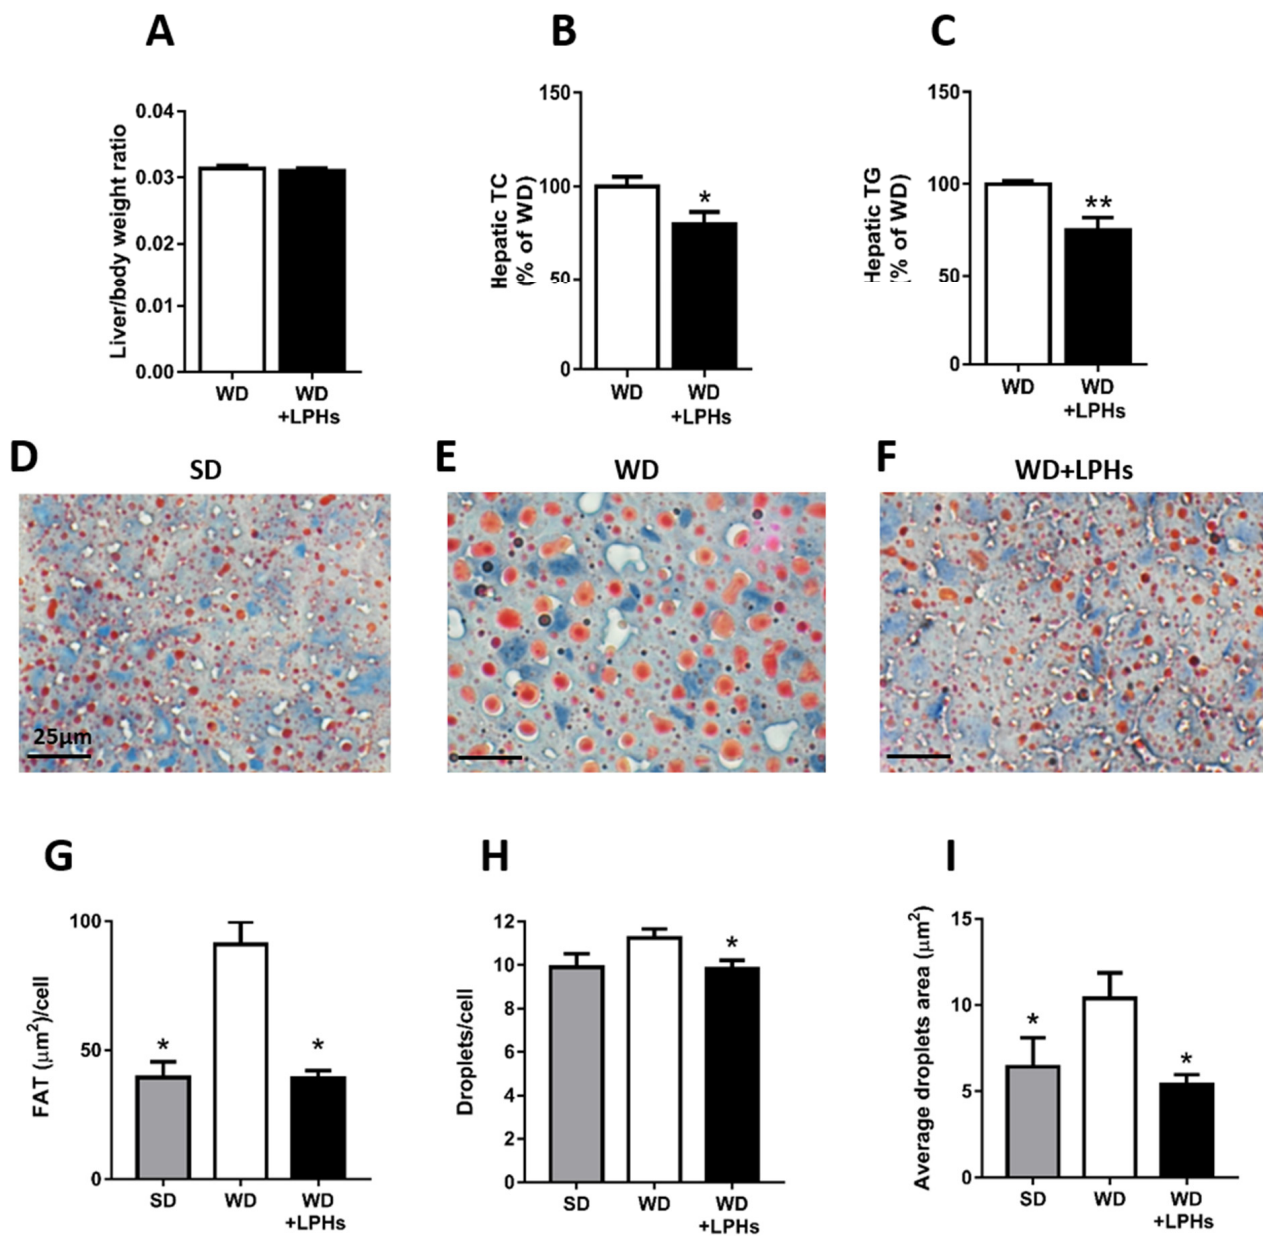 A
B
C
Liver/body weight ratio
0.04
0.03
0.02
0.01
0.00
WD
WD
+LPHs
Hepatic TC
(% of WD)
150
100
50
0
*
WD
WD
+LPHs
Hepatic TG
(% of WD)
150
100
50
0
**
WD
WD
+LPHs
D
SD
E
WD
F
WD+LPHs
25μm
G
H
I
FAT (μm²)/cell
100
50
0
*
*
SD
WD
WD
+LPHs
Droplets/cell
12
10
8
6
4
2
0
*
SD
WD
WD
+LPHs
Average droplets area (μm²)
15
10
5
0
*
*
SD
WD
WD
+LPHs